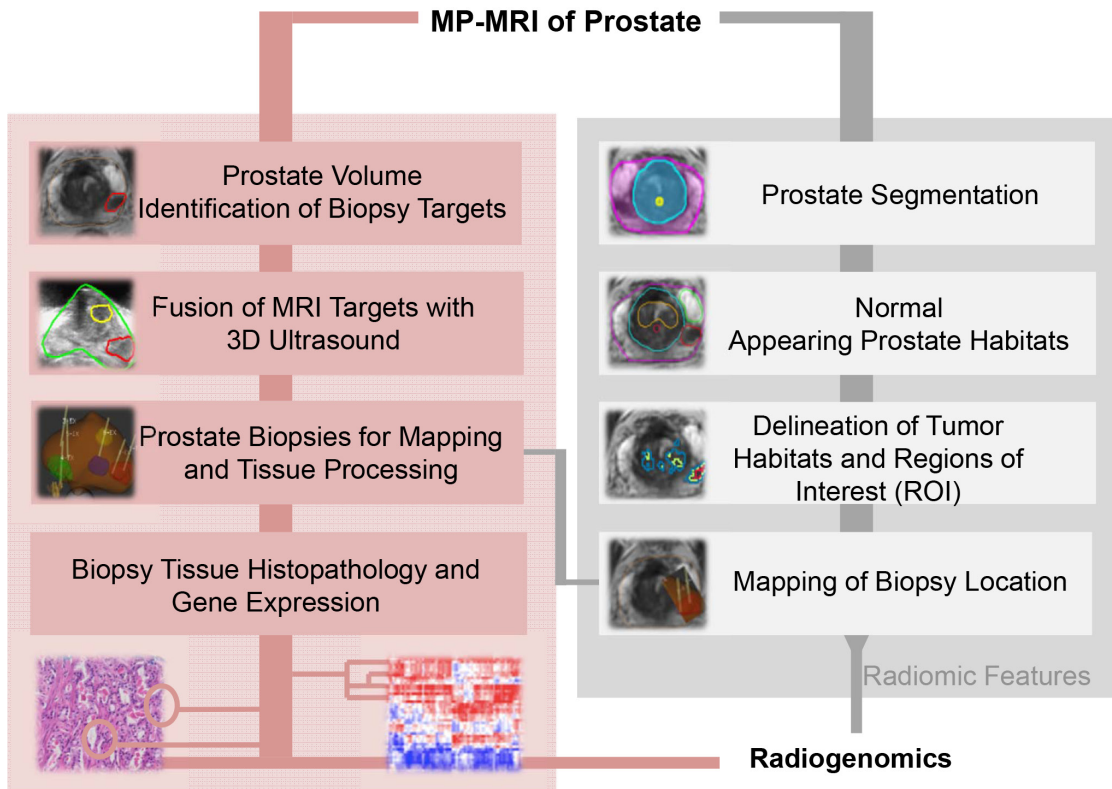 MP-MRI of Prostate
Prostate Volume
Identification of Biopsy Targets
Fusion of MRI Targets with
3D Ultrasound
Prostate Biopsies for Mapping
and Tissue Processing
Biopsy Tissue Histopathology and
Gene Expression
Prostate Segmentation
Normal
Appearing Prostate Habitats
Delineation of Tumor
Habitats and Regions of
Interest (ROI)
Mapping of Biopsy Location
Radiomic Features
Radiogenomics